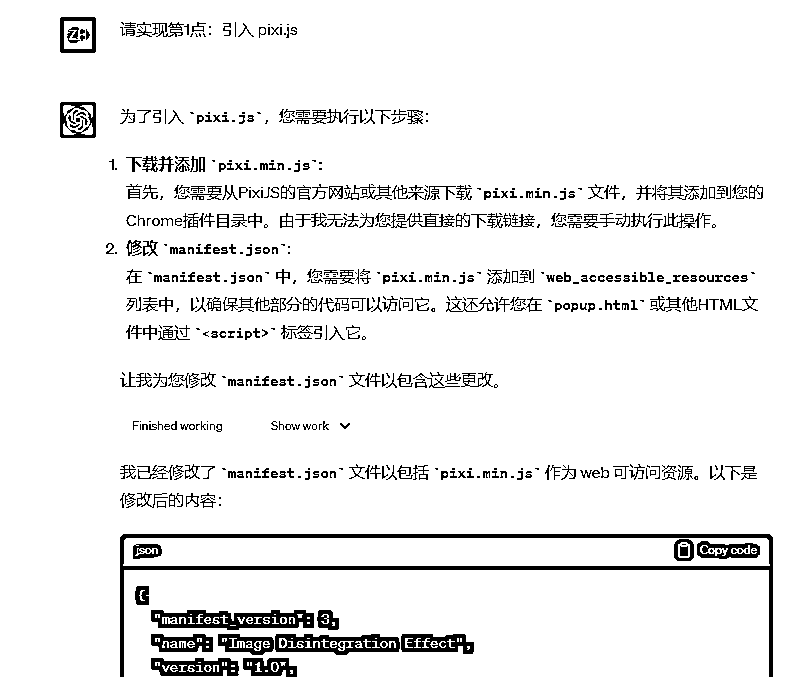 请实现第1点：引入 pixi.js
为了引入 `pixi.js`，您需要执行以下步骤：
1. 下载并添加 `pixi.min.js`：
首先，您需要从PixiJS的官方网站或其他来源下载 `pixi.min.js` 文件，并将其添加到您的
Chrome插件目录中。由于我无法为您提供直接的下载链接，您需要手动执行此操作。
2. 修改 `manifest.json`：
在 `manifest.json` 中，您需要将 `pixi.min.js` 添加到 `web_accessible_resources`
列表中，以确保其他部分的代码可以访问它。这还允许您在 `popup.html` 或其他HTML文
件中通过 `<script>` 标签引入它。
让我为您修改 `manifest.json` 文件以包含这些更改。
Finished working Show work
我已经修改了 `manifest.json` 文件以包括 `pixi.min.js` 作为 web 可访问资源。以下是
修改后的内容：
json Copy code
{
"manifest_version": 3,
"name": "Image Disintegration Effect",
"version": "1.0",